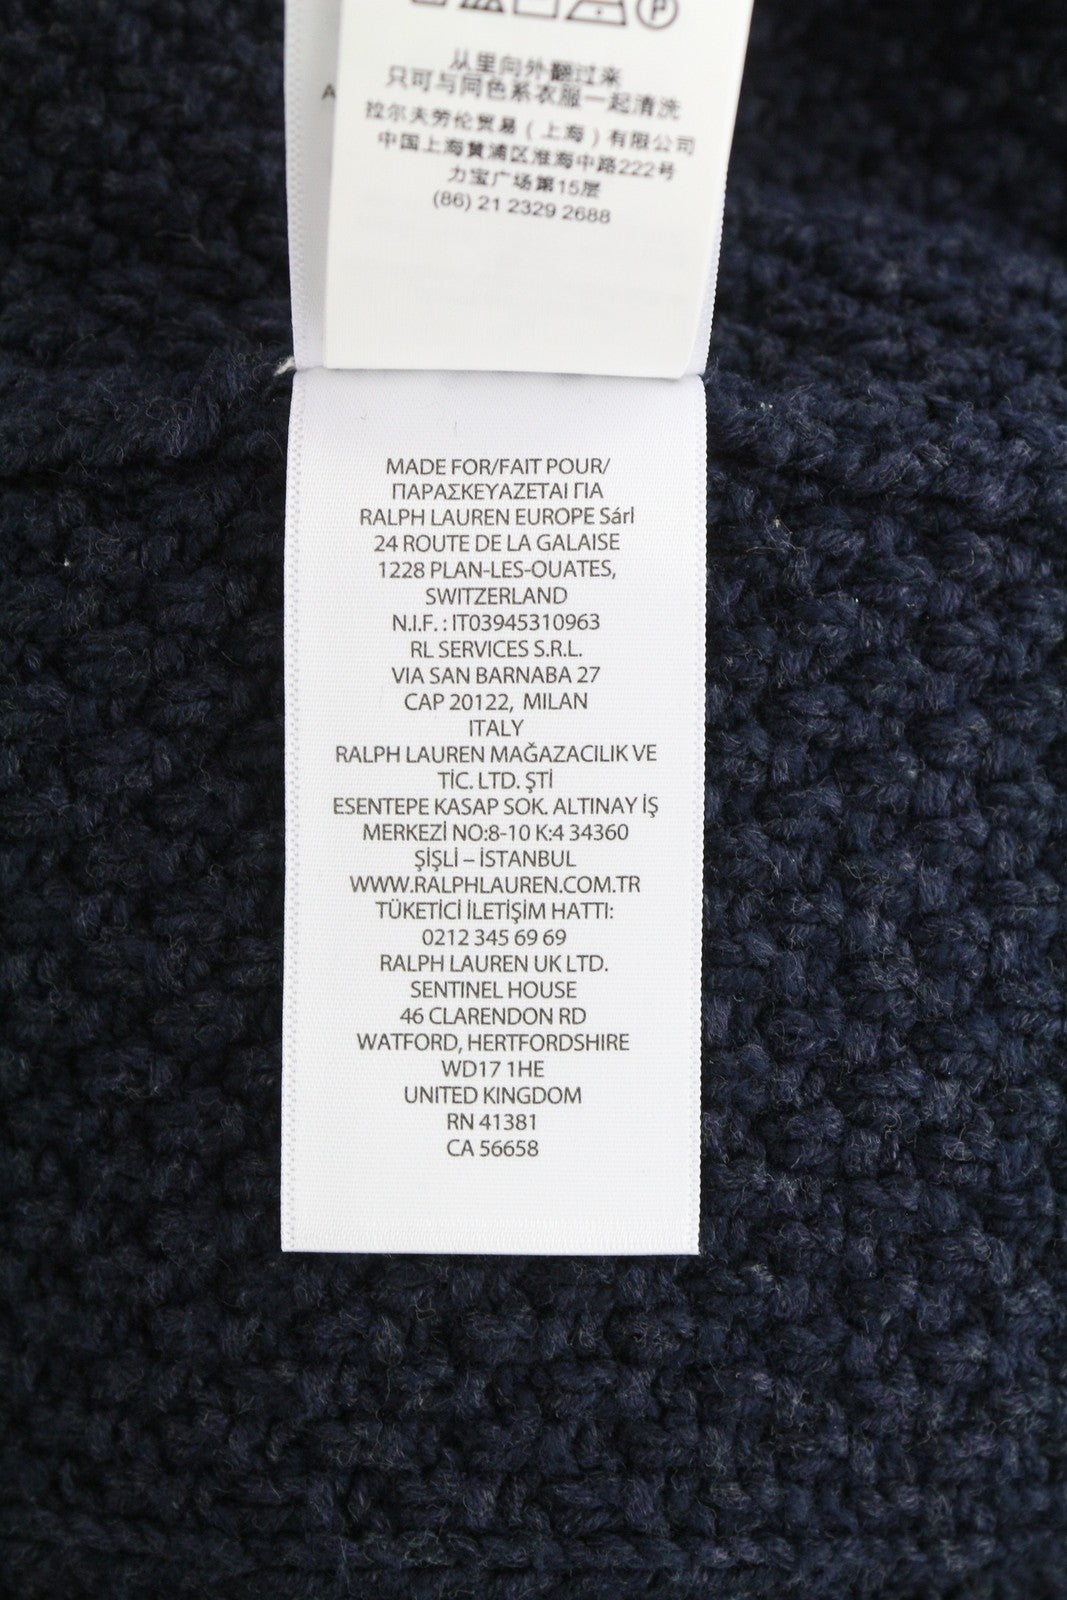 P
从里向外翻过来
只可与同色系衣服一起清洗
拉尔夫劳伦贸易（上海）有限公司
中国上海黄浦区淮海中路222号
力宝广场第15层
(86) 21 2329 2688
A
MADE FOR/FAIT POUR/
ΠΑΡΑΣΚΕΥΑΖΕΤΑΙ ΓΙΑ
RALPH LAUREN EUROPE Sárl
24 ROUTE DE LA GALAISE
1228 PLAN-LES-OUATES,
SWITZERLAND
N.I.F. : IT03945310963
RL SERVICES S.R.L.
VIA SAN BARNABA 27
CAP 20122, MILAN
ITALY
RALPH LAUREN MAĞAZACILIK VE
TİC. LTD. ŞTİ
ESENTEPE KASAP SOK. ALTINAY İŞ
MERKEZİ NO:8-10 K:4 34360
ŞİŞLİ – İSTANBUL
WWW.RALPHLAUREN.COM.TR
TÜKETİCİ İLETİŞİM HATTI:
0212 345 69 69
RALPH LAUREN UK LTD.
SENTINEL HOUSE
46 CLARENDON RD
WATFORD, HERTFORDSHIRE
WD17 1HE
UNITED KINGDOM
RN 41381
CA 56658